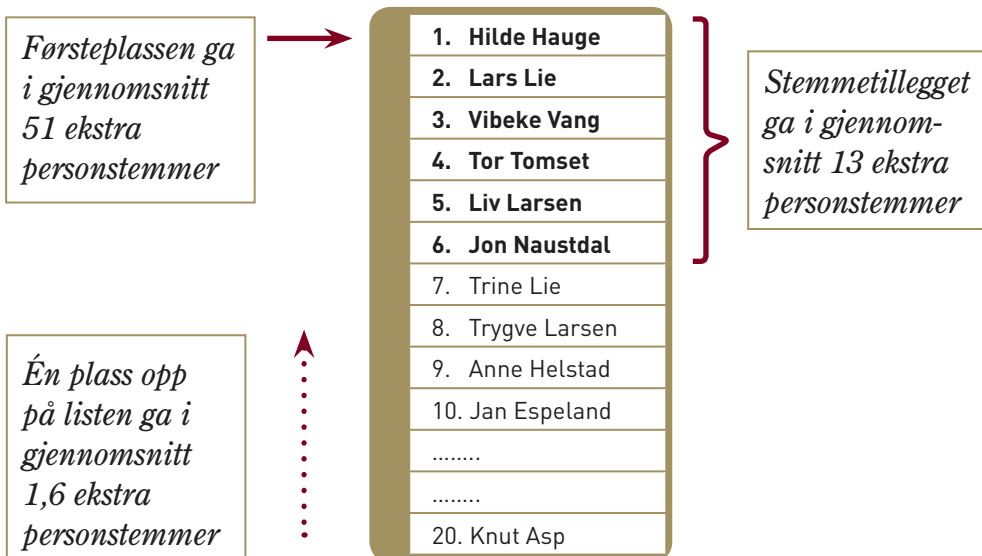 Førsteplassen ga
i gjennomsnitt
51 ekstra
personstemmer
1. Hilde Hauge
2. Lars Lie
3. Vibeke Vang
4. Tor Tomset
5. Liv Larsen
6. Jon Naustdal
7. Trine Lie
8. Trygve Larsen
9. Anne Helstad
10. Jan Espeland
........
........
20. Knut Asp
Stemmetillegget
ga i gjennom-
snitt 13 ekstra
personstemmer
Én plass opp
på listen ga i
gjennomsnitt
1,6 ekstra
personstemmer